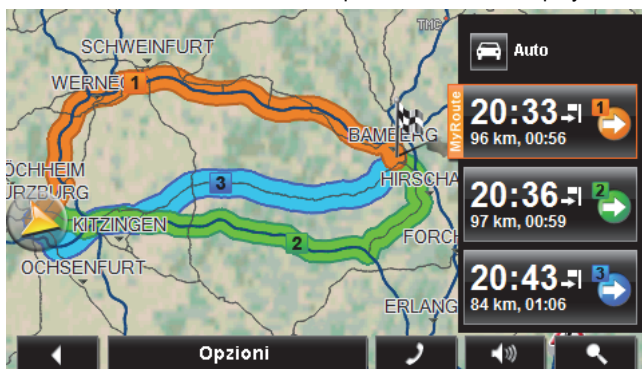 TMC
SCHWEINFURT
WERNE
1
BAMBERG
ÖCHHEIM
ÜRZBURG
3
HIRSCHA
KITZINGEN
2
FORCH
OCHSENFURT
ERLANG
Auto
MyRoute
20:33
1
96 km, 00:56
20:36
2
97 km, 00:59
20:43
3
84 km, 01:06
Opzioni